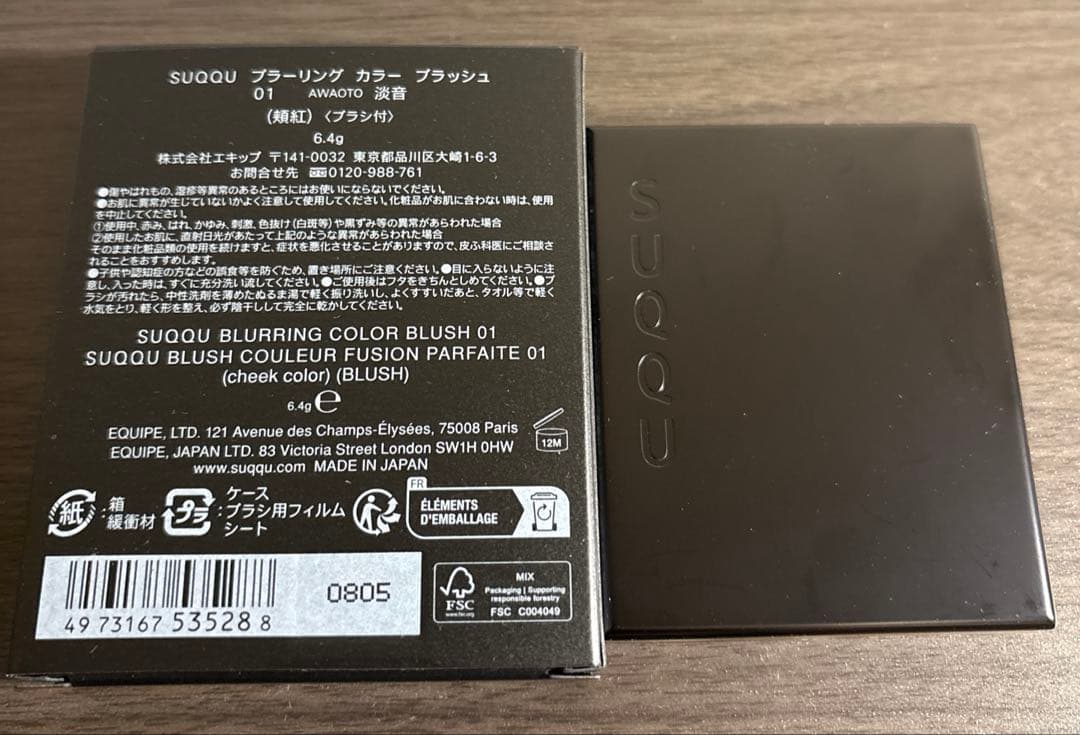 SUQQU ブラーリング カラー ブラッシュ
01 AWAOTO 淡音
(頬紅)〈ブラシ付〉
6.4g
株式会社エキップ 〒141-0032 東京都品川区大崎1-6-3
お問合せ先 0120-988-761
●傷やはれもの、湿疹等異常のあるところにはお使いにならないでください。
●お肌に異常が生じていないかよく注意して使用してください。化粧品がお肌に合わない時は、使用
を中止してください。
①使用中、赤み、はれ、かゆみ、刺激、色抜け(白斑等)や黒ずみ等の異常があらわれた場合
②使用したお肌に、直射日光があたって上記のような異常があらわれた場合
そのまま化粧品類の使用を続けますと、症状を悪化させることがありますので、皮ふ科医にご相談さ
れることをおすすめします。
●子供や認知症の方などの誤食等を防ぐため、置き場所にご注意ください。●目に入らないように注
意し、入った時は、すぐに充分洗い流してください。●ご使用後はフタをきちんとしめてください。●ブ
ラシが汚れたら、中性洗剤を薄めたぬるま湯で軽く振り洗いし、よくすすいだあと、タオル等で軽く
水気をとり、軽く形を整え、必ず陰干しして完全に乾かしてください。
SUQQU BLURRING COLOR BLUSH 01
SUQQU BLUSH COULEUR FUSION PARFAITE 01
(cheek color) (BLUSH)
6.4g ℮
EQUIPE, LTD. 121 Avenue des Champs-Élysées, 75008 Paris
EQUIPE, JAPAN LTD. 83 Victoria Street London SW1H 0HW
www.suqqu.com MADE IN JAPAN
12M
紙 :箱
緩衝材
プラ :ケース
ブラシ用フィルム
シート
FR
ÉLÉMENTS
D'EMBALLAGE
4973167535288
0805
FSC
www.fsc.org
MIX
Packaging | Supporting
responsible forestry
FSC C004049
SUQQU